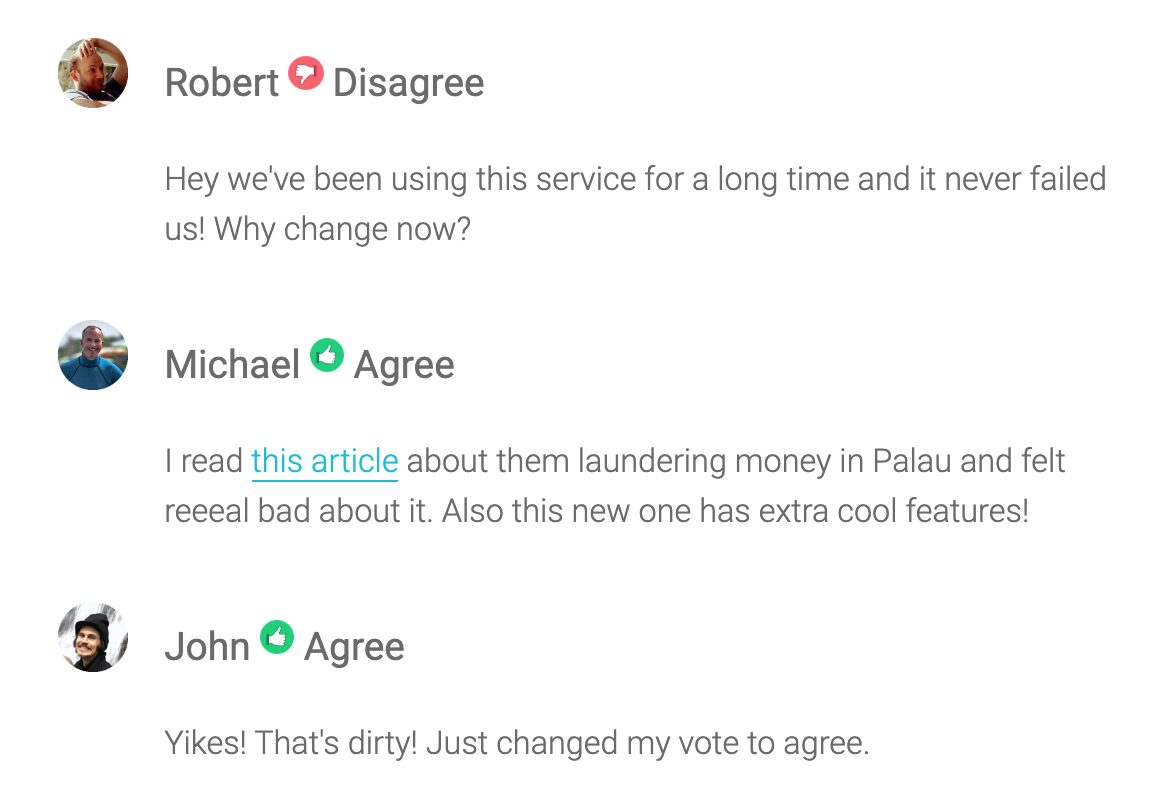 Robert Disagree
Hey we've been using this service for a long time and it never failed
us! Why change now?
Michael Agree
I read this article about them laundering money in Palau and felt
reeeal bad about it. Also this new one has extra cool features!
John Agree
Yikes! That's dirty! Just changed my vote to agree.